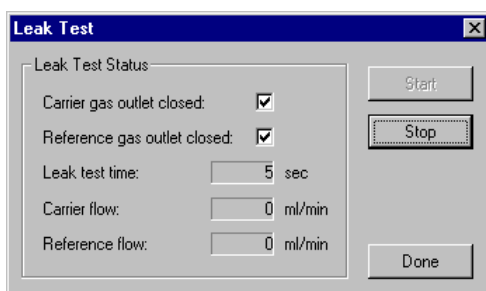 Leak Test
Leak Test Status
Carrier gas outlet closed:
Reference gas outlet closed:
Leak test time: 5 sec
Carrier flow: 0 ml/min
Reference flow: 0 ml/min
Start
Stop
Done